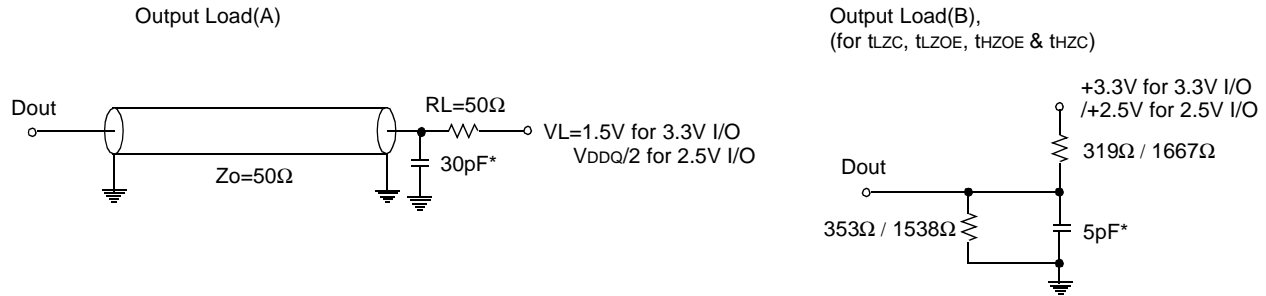 Output Load(A)
Dout
Zo=50Ω
RL=50Ω
30pF*
VL=1.5V for 3.3V I/O
VDDQ/2 for 2.5V I/O
Output Load(B),
(for tLZC, tLZOE, tHZOE & tHZC)
+3.3V for 3.3V I/O
/+2.5V for 2.5V I/O
319Ω / 1667Ω
Dout
353Ω / 1538Ω
5pF*